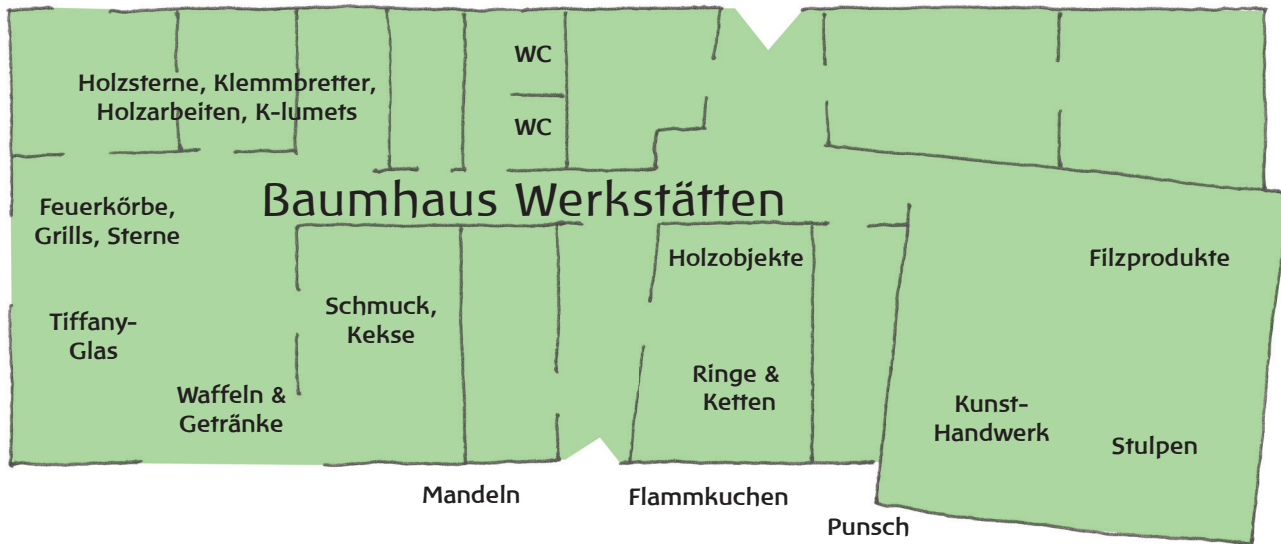 WC
Holzsterne, Klemmbretter,
Holzarbeiten, K-lumets
WC
Baumhaus Werkstätten
Feuerkörbe,
Grills, Sterne
Holzobjekte
Filzprodukte
Schmuck,
Kekse
Tiffany-
Glas
Ringe &
Ketten
Waffeln &
Getränke
Kunst-
Handwerk
Stulpen
Mandeln
Flammkuchen
Punsch